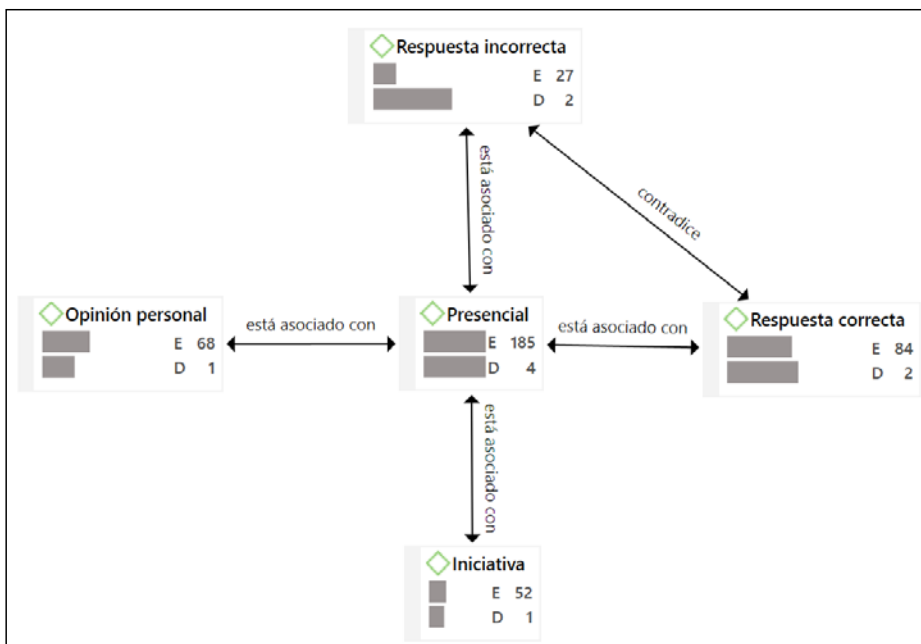 Respuesta incorrecta
E 27
D 2
está asociado con
contradice
Opinión personal
E 68
D 1
está asociado con
Presencial
E 185
D 4
está asociado con
Respuesta correcta
E 84
D 2
está asociado con
Iniciativa
E 52
D 1